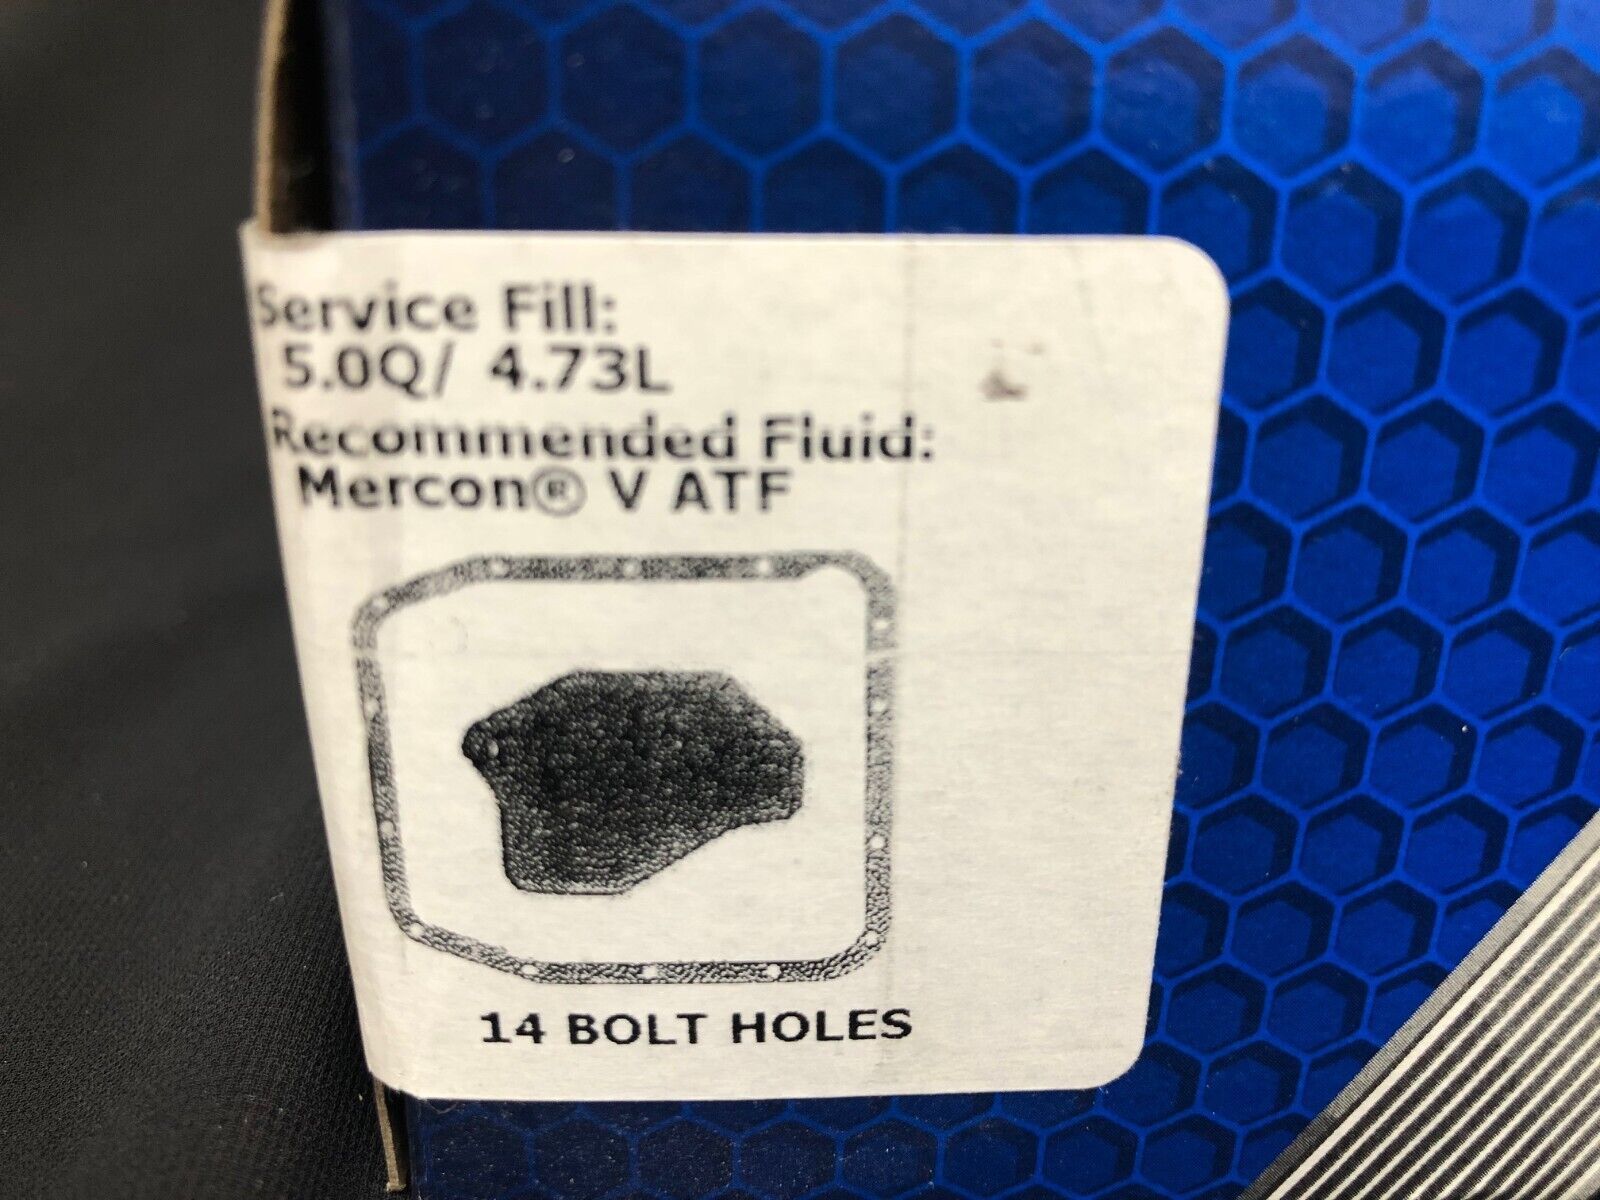 Service Fill:
5.0Q/ 4.73L
Recommended Fluid:
Mercon® V ATF
14 BOLT HOLES